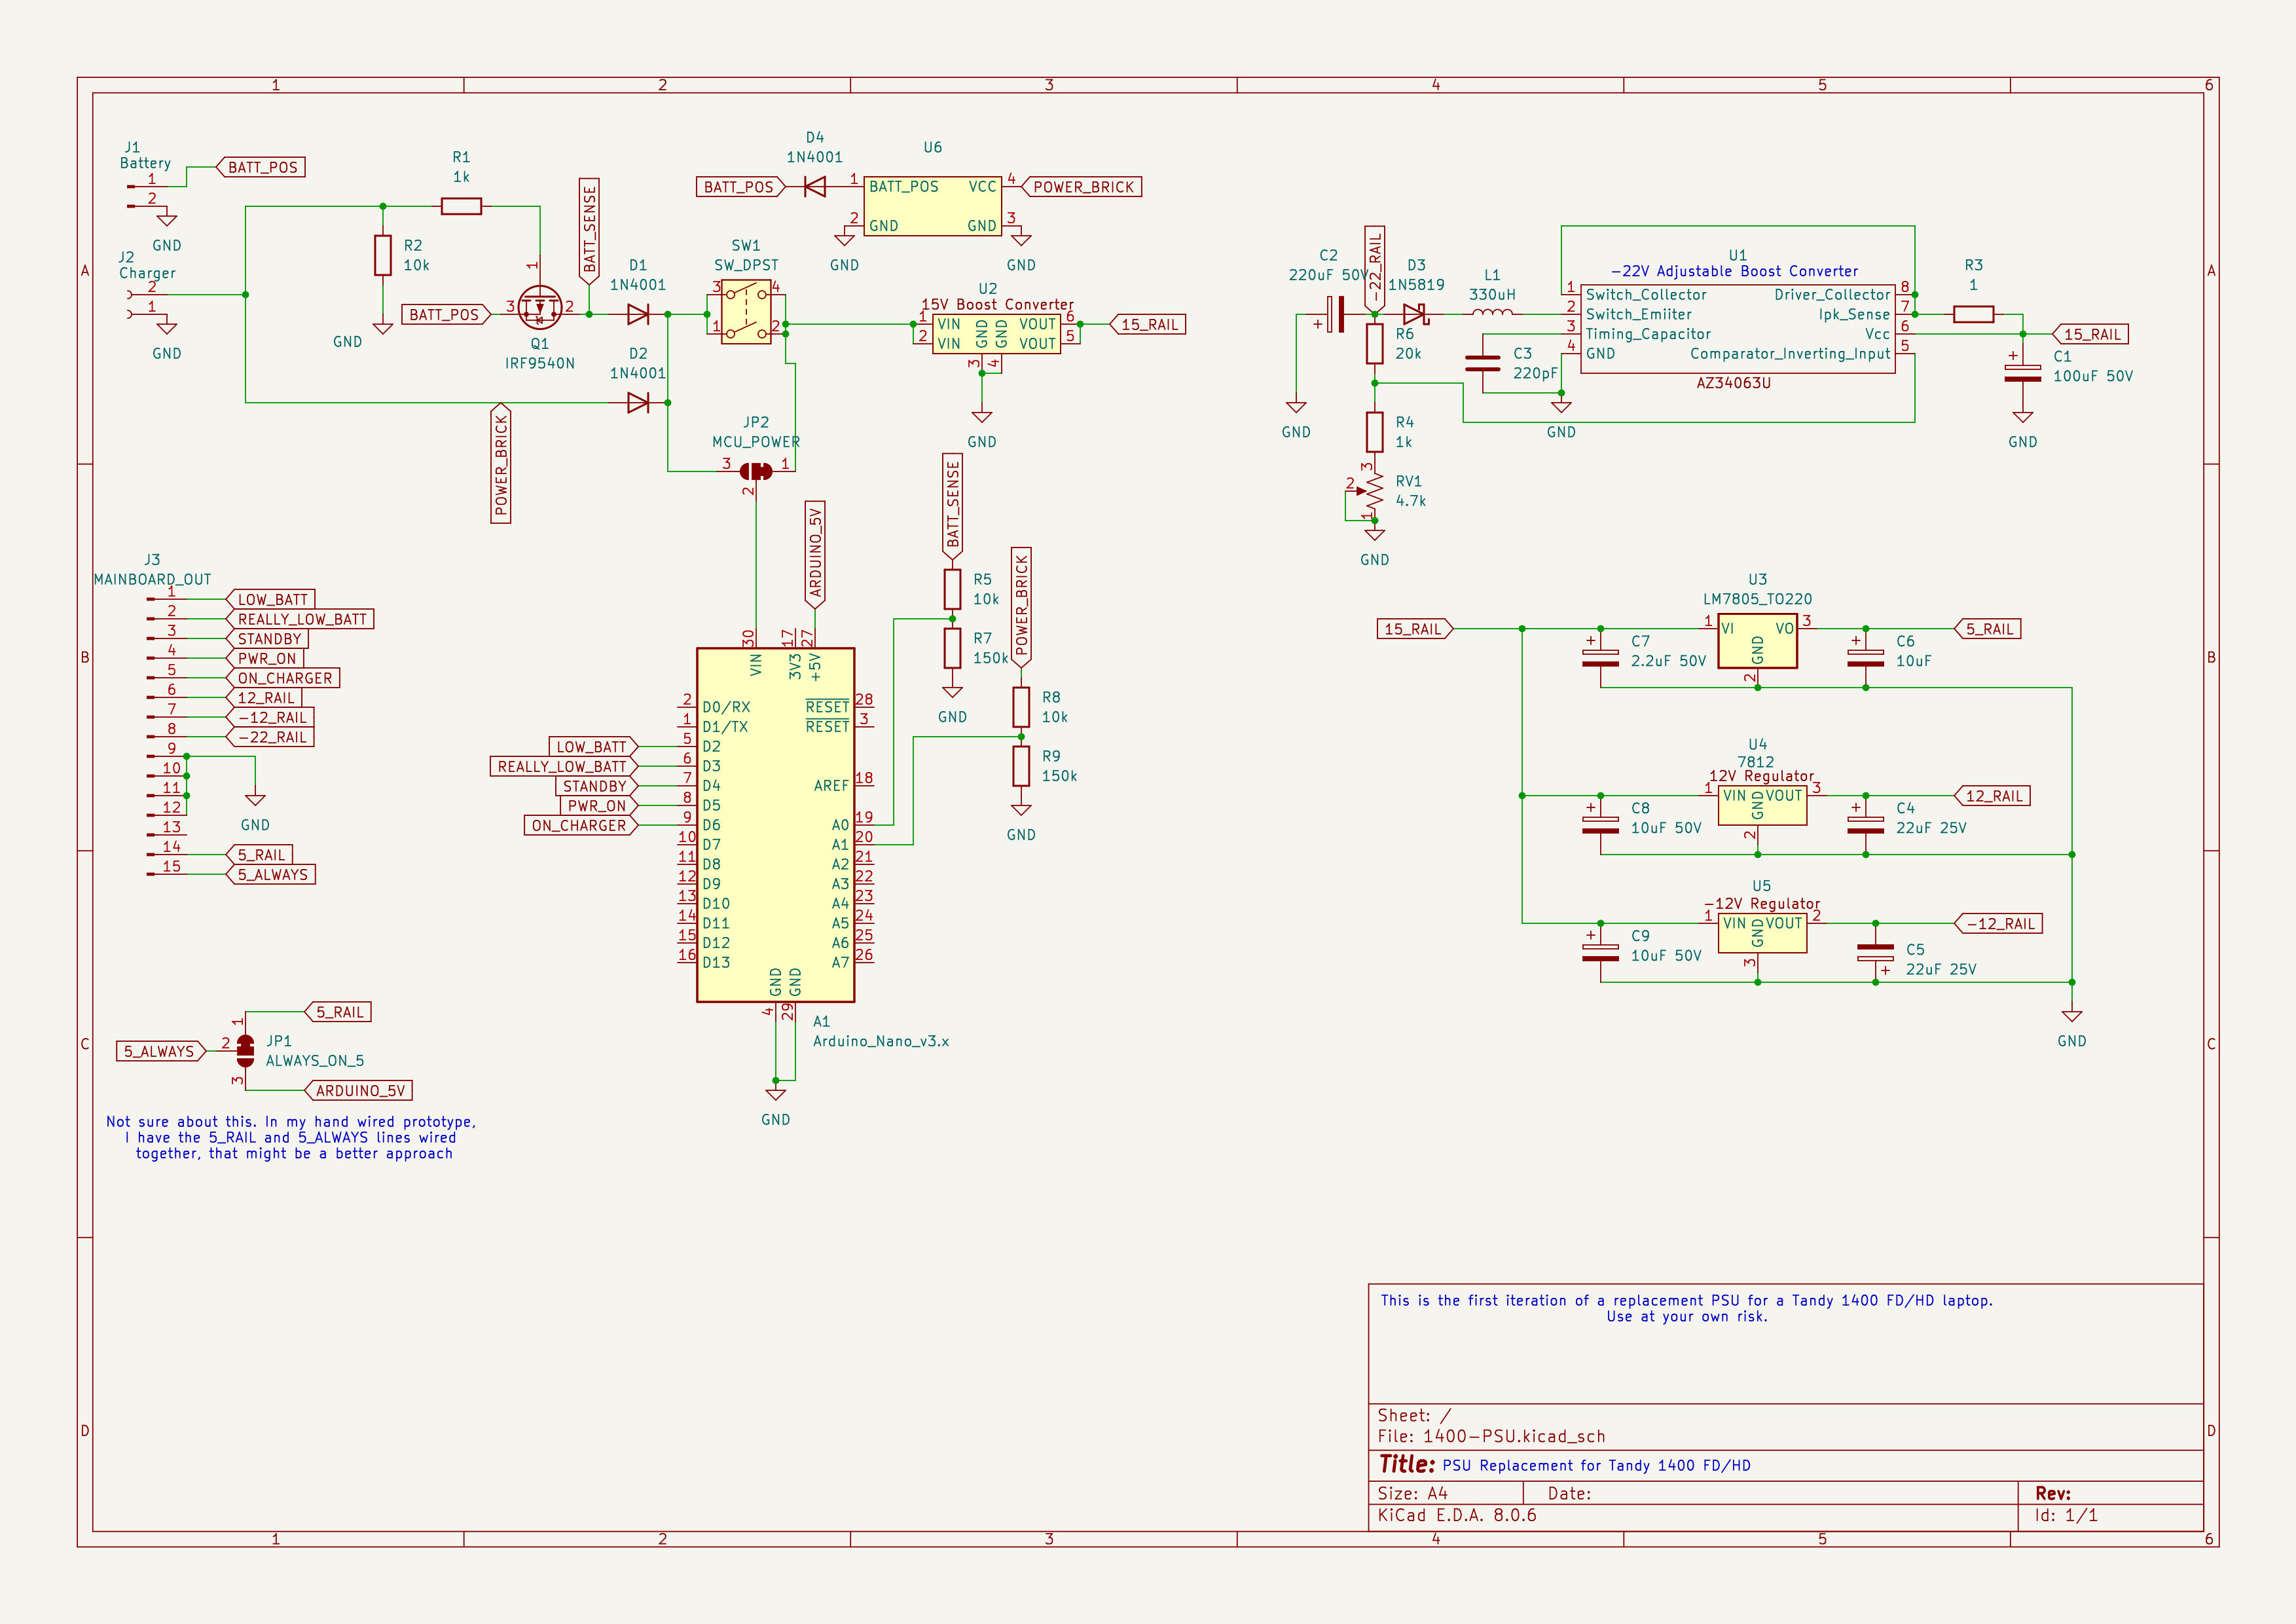 1 2 3 4 5 6
A
B
C
D
J1
Battery
1
2
GND
BATT_POS
J2
Charger
2
1
GND
R1
1k
R2
10k
GND
BATT_POS
1
3
2
Q1
IRF9540N
BATT_SENSE
D1
1N4001
D2
1N4001
POWER_BRICK
SW1
SW_DPST
3
4
1
2
D4
1N4001
BATT_POS
U6
1
BATT_POS
VCC
4
POWER_BRICK
2
GND
GND
3
GND
GND
U2
15V Boost Converter
1
VIN
VOUT
6
2
VIN
VOUT
5
GND
GND
3
4
GND
15_RAIL
JP2
MCU_POWER
3
1
2
-22_RAIL
C2
220uF 50V
GND
D3
1N5819
L1
330uH
R6
20k
C3
220pF
R4
1k
3
RV1
4.7k
2
1
GND
U1
-22V Adjustable Boost Converter
1
Switch_Collector
Driver_Collector
8
2
Switch_Emiiter
Ipk_Sense
7
3
Timing_Capacitor
Vcc
6
4
GND
Comparator_Inverting_Input
5
AZ34063U
GND
R3
1
15_RAIL
C1
100uF 50V
GND
J3
MAINBOARD_OUT
1
LOW_BATT
2
REALLY_LOW_BATT
3
STANDBY
4
PWR_ON
5
ON_CHARGER
6
12_RAIL
7
-12_RAIL
8
-22_RAIL
9
10
11
12
GND
13
14
5_RAIL
15
5_ALWAYS
ARDUINO_5V
BATT_SENSE
R5
10k
R7
150k
GND
POWER_BRICK
R8
10k
R9
150k
GND
30
17
27
VIN
3V3
+5V
2
D0/RX
RESET
28
1
D1/TX
RESET
3
LOW_BATT
5
D2
REALLY_LOW_BATT
6
D3
STANDBY
7
D4
AREF
18
PWR_ON
8
D5
ON_CHARGER
9
D6
A0
19
10
D7
A1
20
11
D8
A2
21
12
D9
A3
22
13
D10
A4
23
14
D11
A5
24
15
D12
A6
25
16
D13
A7
26
GND
GND
4
29
A1
Arduino_Nano_v3.x
GND
15_RAIL
U3
LM7805_TO220
1
VI
VO
3
GND
2
C7
2.2uF 50V
C6
10uF
5_RAIL
U4
7812
12V Regulator
1
VIN
VOUT
3
GND
2
C8
10uF 50V
C4
22uF 25V
12_RAIL
U5
-12V Regulator
1
VIN
VOUT
2
GND
3
C9
10uF 50V
C5
22uF 25V
-12_RAIL
GND
1
5_RAIL
5_ALWAYS
2
JP1
ALWAYS_ON_5
3
ARDUINO_5V
Not sure about this. In my hand wired prototype,
I have the 5_RAIL and 5_ALWAYS lines wired
together, that might be a better approach
This is the first iteration of a replacement PSU for a Tandy 1400 FD/HD laptop.
Use at your own risk.
Sheet: /
File: 1400-PSU.kicad_sch
Title: PSU Replacement for Tandy 1400 FD/HD
Size: A4
Date:
Rev:
KiCad E.D.A. 8.0.6
Id: 1/1
A
B
C
D
1 2 3 4 5 6